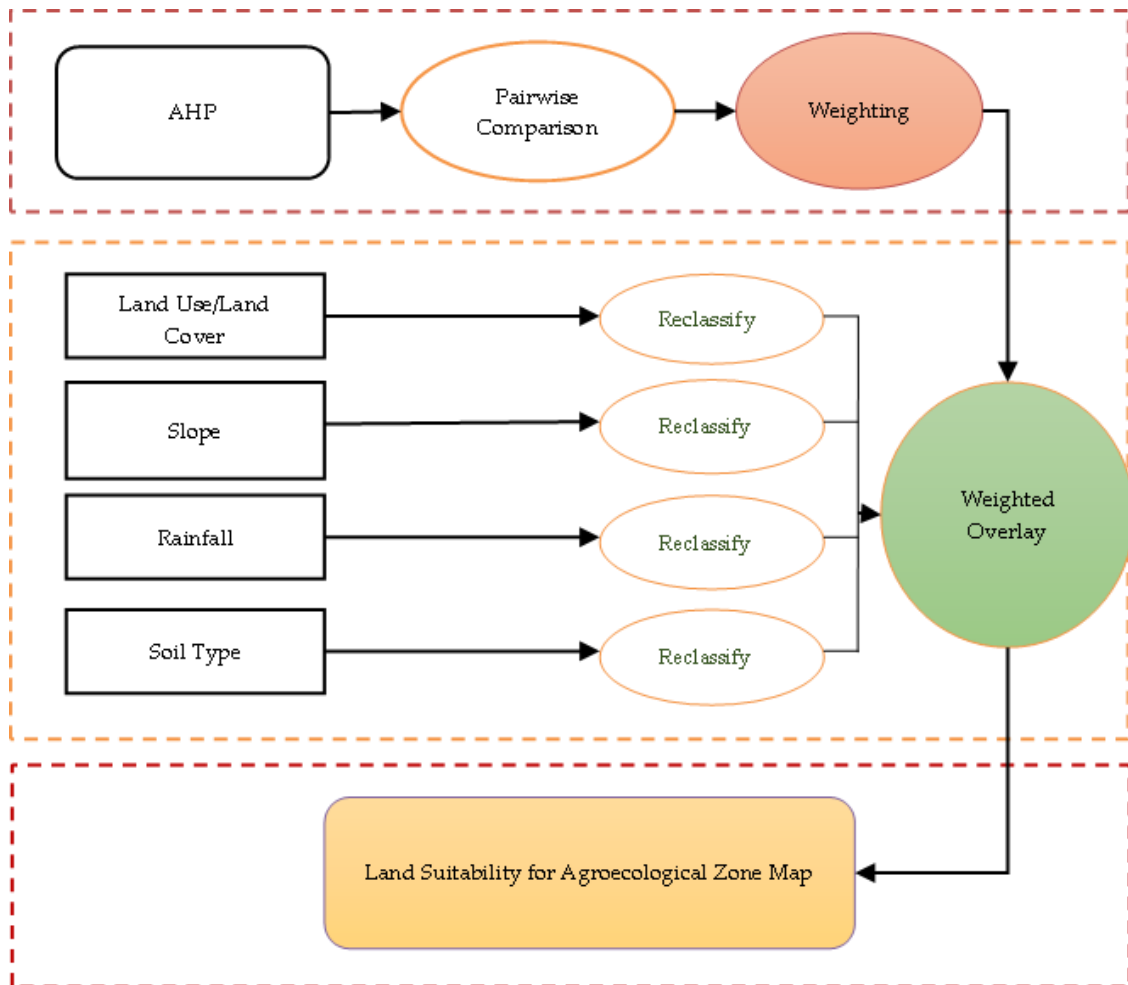 AHP
Pairwise
Comparison
Weighting
Land Use/Land
Cover
Reclassify
Slope
Reclassify
Rainfall
Reclassify
Soil Type
Reclassify
Weighted
Overlay
Land Suitability for Agroecological Zone Map